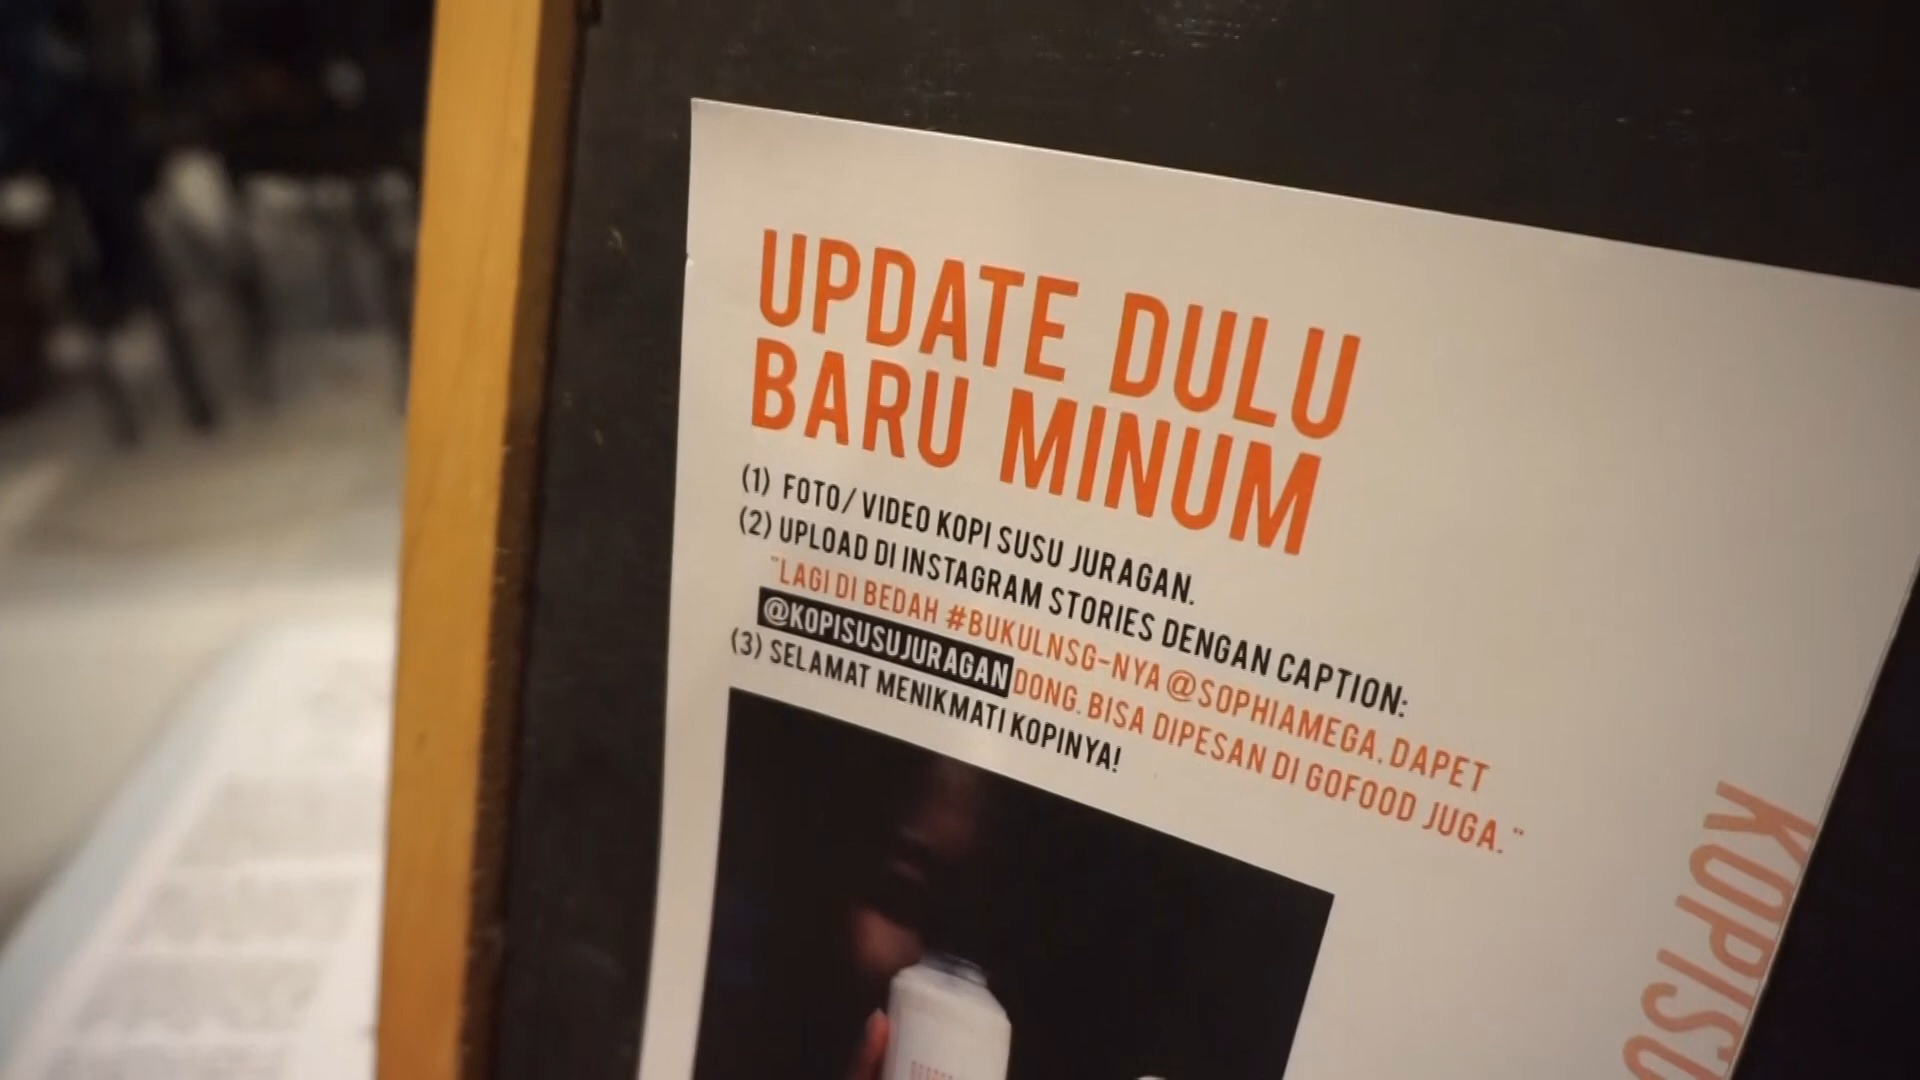 UPDATE DULU
BARU MINUM
(1) FOTO/VIDEO KOPI SUSU JURAGAN.
(2) UPLOAD DI INSTAGRAM STORIES DENGAN CAPTION:
"LAGI DI BEDAH #BUKULNSG-NYA @SOPHIAMEGA. DAPET
@KOPISUSUJURAGAN DONG. BISA DIPESAN DI GOFOOD JUGA."
(3) SELAMAT MENIKMATI KOPINYA!
KOPISU